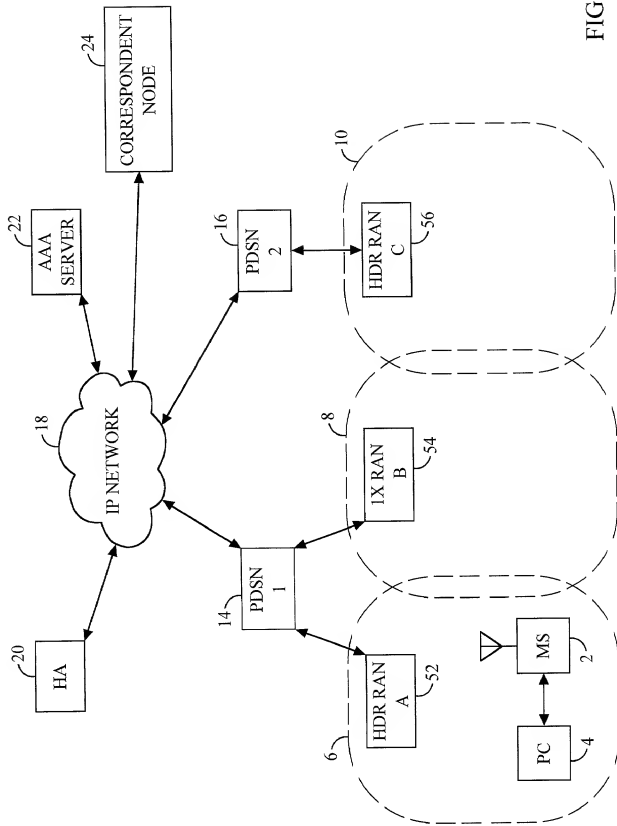 20
HA
18
IP NETWORK
22
AAA
SERVER
24
CORRESPONDENT
NODE
14
PDSN
1
16
PDSN
2
6
HDR RAN
A
52
8
1X RAN
B
54
10
HDR RAN
C
56
PC
4
MS
2
FIG